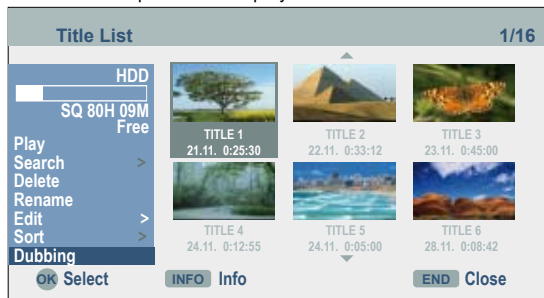 Title List 1/16
HDD
SQ 80H 09M
Free
Play
Search >
Delete
Rename
Edit >
Sort >
Dubbing
TITLE 1
21.11. 0:25:30
TITLE 2
22.11. 0:33:12
TITLE 3
23.11. 0:45:00
TITLE 4
24.11. 0:12:55
TITLE 5
24.11. 0:05:00
TITLE 6
28.11. 0:08:42
OK Select
INFO Info
END Close